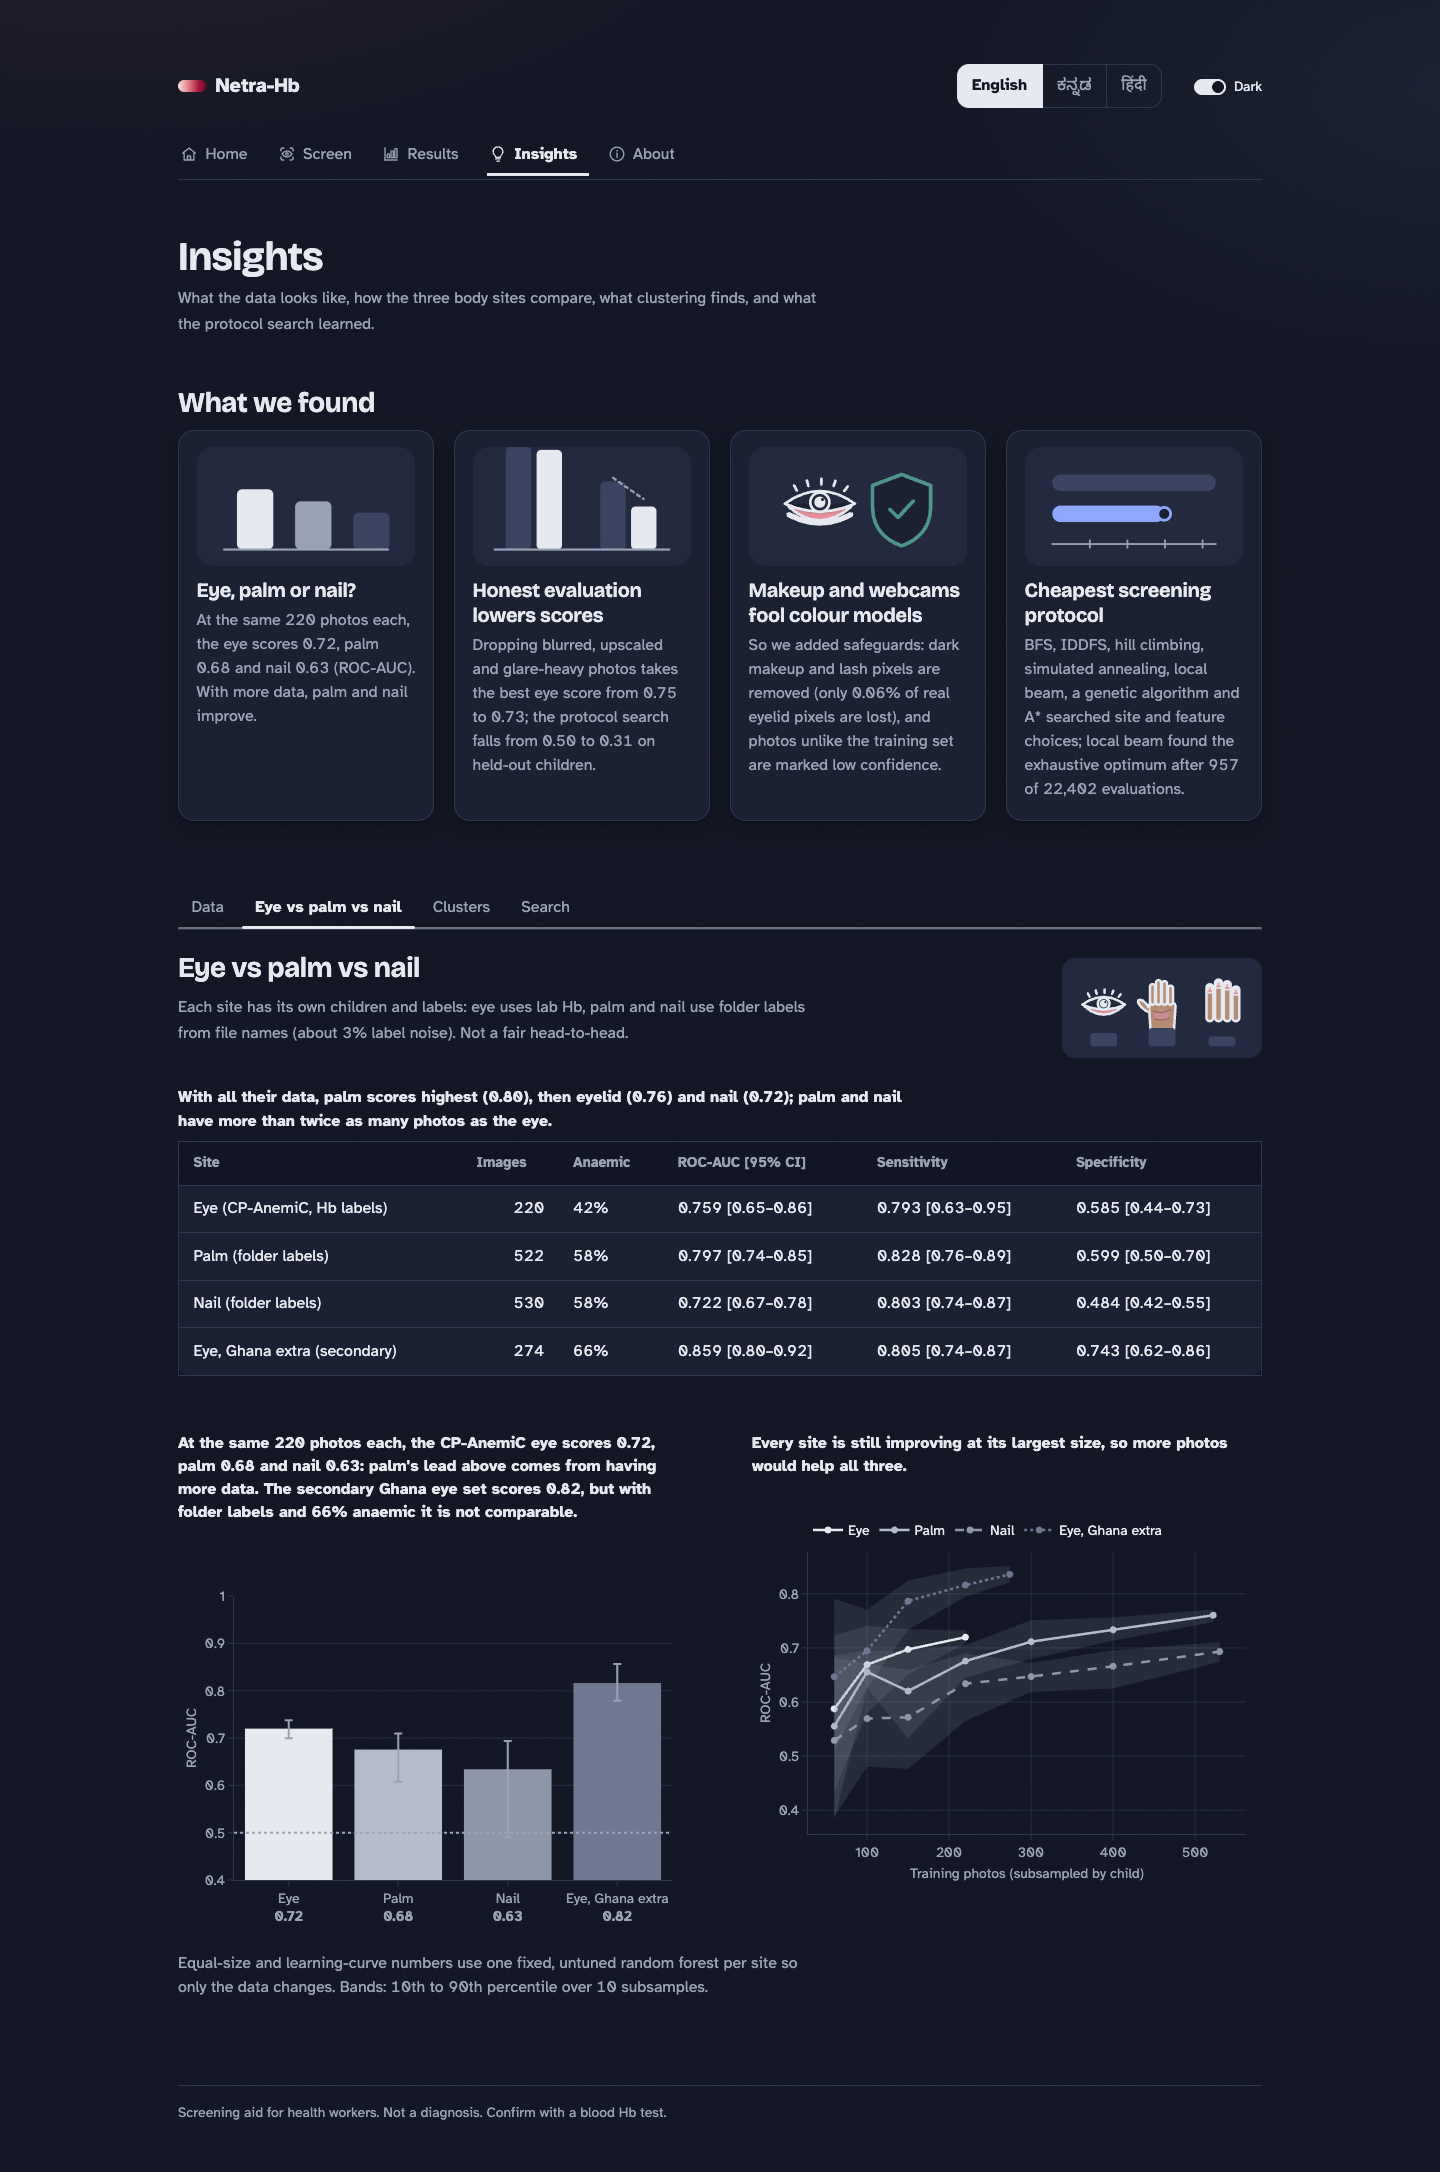 Netra-Hb
English
ಕನ್ನಡ
हिंदी
Dark
Home
Screen
Results
Insights
About
Insights
What the data looks like, how the three body sites compare, what clustering finds, and what
the protocol search learned.
What we found
Eye, palm or nail?
At the same 220 photos each,
the eye scores 0.72, palm
0.68 and nail 0.63 (ROC-AUC).
With more data, palm and nail
improve.
Honest evaluation
lowers scores
Dropping blurred, upscaled
and glare-heavy photos takes
the best eye score from 0.75
to 0.73; the protocol search
falls from 0.50 to 0.31 on
held-out children.
Makeup and webcams
fool colour models
So we added safeguards: dark
makeup and lash pixels are
removed (only 0.06% of real
eyelid pixels are lost), and
photos unlike the training set
are marked low confidence.
Cheapest screening
protocol
BFS, IDDFS, hill climbing,
simulated annealing, local
beam, a genetic algorithm and
A* searched site and feature
choices; local beam found the
exhaustive optimum after 957
of 22,402 evaluations.
Data
Eye vs palm vs nail
Clusters
Search
Eye vs palm vs nail
Each site has its own children and labels: eye uses lab Hb, palm and nail use folder labels
from file names (about 3% label noise). Not a fair head-to-head.
With all their data, palm scores highest (0.80), then eyelid (0.76) and nail (0.72); palm and nail
have more than twice as many photos as the eye.
Site Images Anaemic ROC-AUC [95% CI] Sensitivity Specificity
Eye (CP-AnemiC, Hb labels) 220 42% 0.759 [0.65–0.86] 0.793 [0.63–0.95] 0.585 [0.44–0.73]
Palm (folder labels) 522 58% 0.797 [0.74–0.85] 0.828 [0.76–0.89] 0.599 [0.50–0.70]
Nail (folder labels) 530 58% 0.722 [0.67–0.78] 0.803 [0.74–0.87] 0.484 [0.42–0.55]
Eye, Ghana extra (secondary) 274 66% 0.859 [0.80–0.92] 0.805 [0.74–0.87] 0.743 [0.62–0.86]
At the same 220 photos each, the CP-AnemiC eye scores 0.72,
palm 0.68 and nail 0.63: palm's lead above comes from having
more data. The secondary Ghana eye set scores 0.82, but with
folder labels and 66% anaemic it is not comparable.
1
0.9
0.8
0.7
0.6
0.5
0.4
ROC-AUC
Eye Palm Nail Eye, Ghana extra
0.72 0.68 0.63 0.82
Every site is still improving at its largest size, so more photos
would help all three.
Eye Palm Nail Eye, Ghana extra
0.8
0.7
0.6
0.5
0.4
ROC-AUC
100 200 300 400 500
Training photos (subsampled by child)
Equal-size and learning-curve numbers use one fixed, untuned random forest per site so
only the data changes. Bands: 10th to 90th percentile over 10 subsamples.
Screening aid for health workers. Not a diagnosis. Confirm with a blood Hb test.